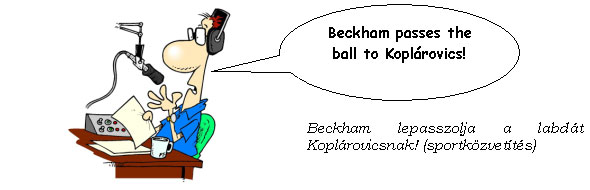 Beckham passes the
ball to Koplárovics!
Beckham lepasszolja a labdát
Koplárovicsnak! (sportközvetítés)